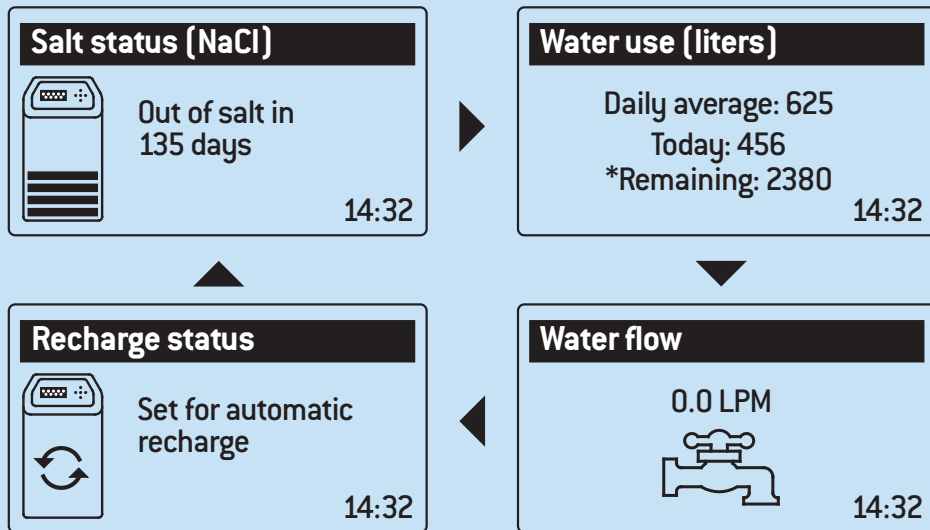 Salt status (NaCl)
Out of salt in
135 days
14:32
Water use (liters)
Daily average: 625
Today: 456
*Remaining: 2380
14:32
Recharge status
Set for automatic
recharge
14:32
Water flow
0.0 LPM
14:32